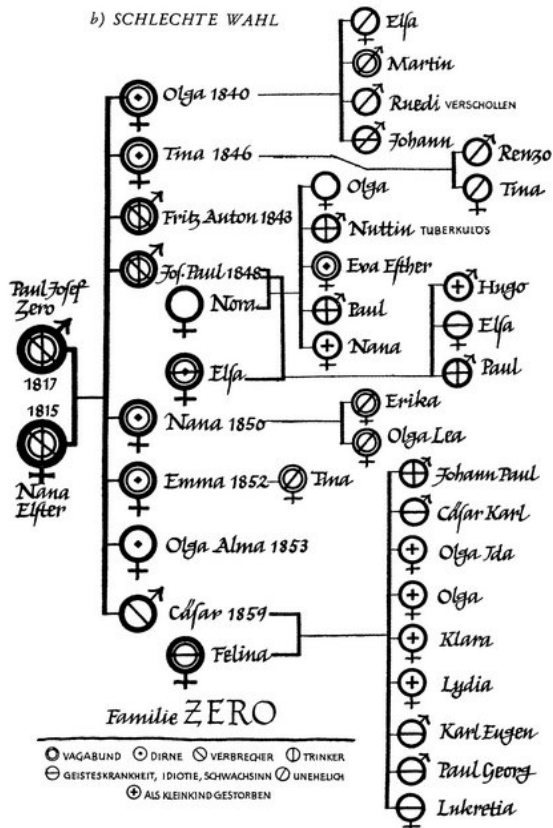 b) SCHLECHTE WAHL
Elsa
Olga 1840
Martin
Ruedi VERSCHOLLEN
Johann
Tina 1846
Renzo
Tina
Olga
Fritz Anton 1843
Nuttin TUBERKULÖS
Jos. Paul 1848
Eva Esther
Nora
Paul
Nana
Elsa
Hugo
Elsa
Paul
Paul Josef
Zero
1817
1815
Nana
Elster
Nana 1850
Erika
Olga Lea
Emma 1852
Tina
Olga Alma 1853
Cäsar 1859
Felina
Johann Paul
Cäsar Karl
Olga Ida
Olga
Klara
Lydia
Karl Eugen
Paul Georg
Lukretia
Familie ZERO
VAGABUND DIRNE VERBRECHER TRINKER
GEISTESKRANKHEIT, IDIOTIE, SCHWACHSINN UNEHELICH
ALS KLEINKIND GESTORBEN